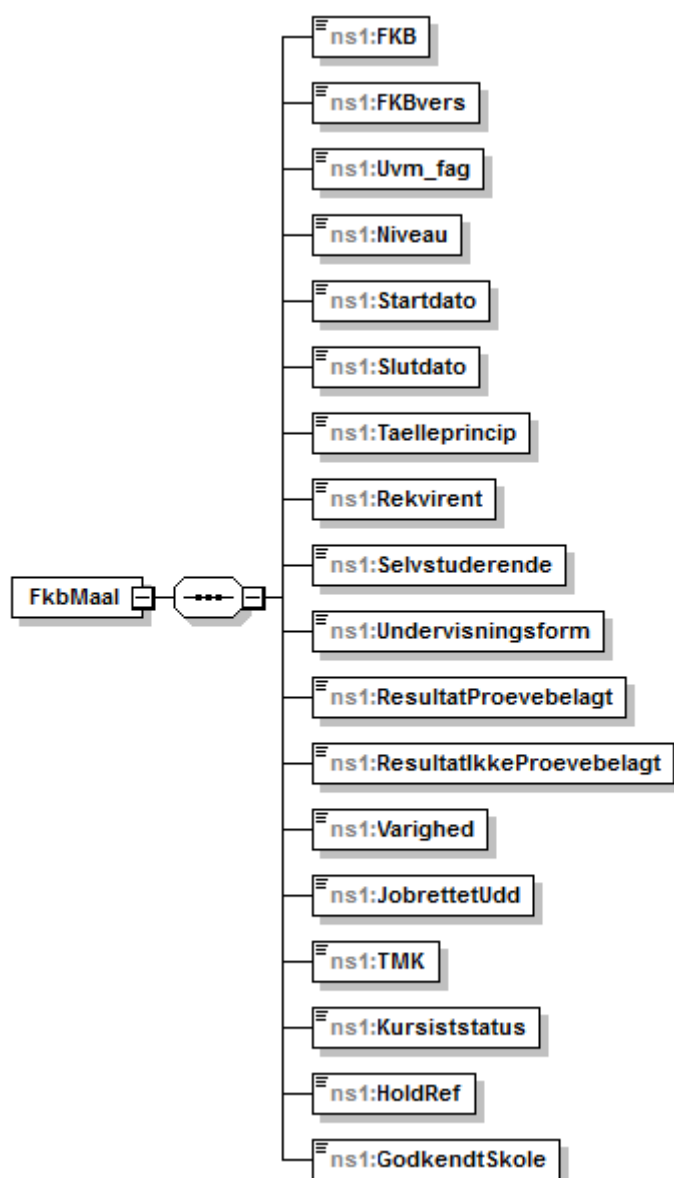 ns1:FKB
ns1:FKBvers
ns1:Uvm_fag
ns1:Niveau
ns1:Startdato
ns1:Slutdato
ns1:Taelleprincip
ns1:Rekvirent
ns1:Selvstuderende
FkbMaal
ns1:Undervisningsform
ns1:ResultatProevebelagt
ns1:ResultatIkkeProevebelagt
ns1:Varighed
ns1:JobrettetUdd
ns1:TMK
ns1:Kursiststatus
ns1:HoldRef
ns1:GodkendtSkole